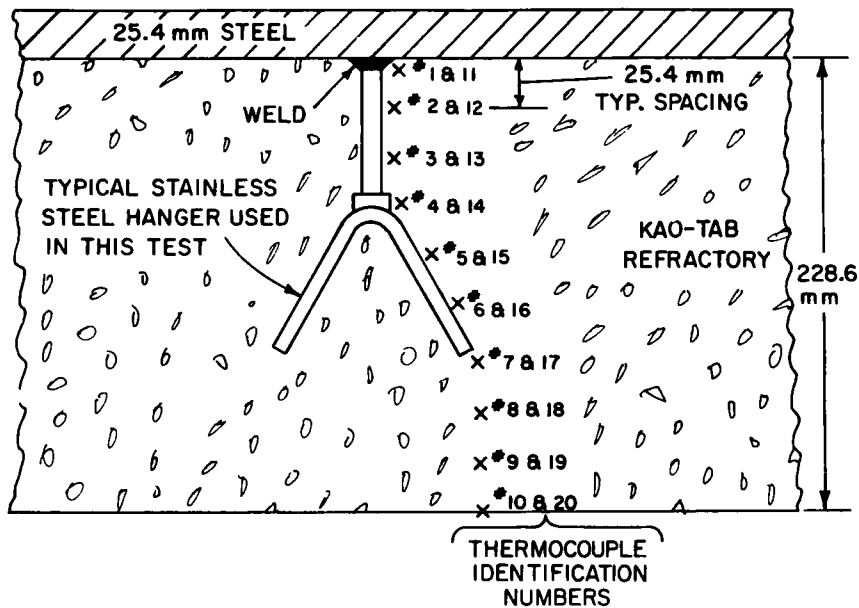 25.4 mm STEEL
WELD
#1 & 11
25.4 mm
TYP. SPACING
#2 & 12
#3 & 13
TYPICAL STAINLESS
STEEL HANGER USED
IN THIS TEST
#4 & 14
KAO-TAB
REFRACTORY
#5 & 15
228.6
mm
#6 & 16
#7 & 17
#8 & 18
#9 & 19
#10 & 20
THERMOCOUPLE
IDENTIFICATION
NUMBERS